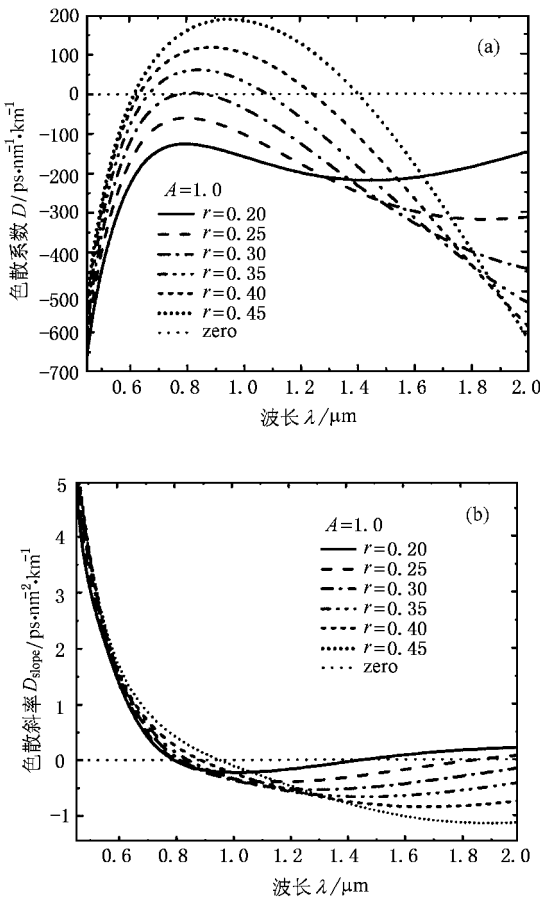 200
100
0
−100
−200
−300
−400
−500
−600
−700
色散系数 D/ps·nm⁻¹·km⁻¹
(a)
A=1.0
r=0.20
r=0.25
r=0.30
r=0.35
r=0.40
r=0.45
zero
0.6 0.8 1.0 1.2 1.4 1.6 1.8 2.0
波长 λ/μm
5
4
3
2
1
0
−1
色散斜率 Dslope/ps·nm⁻²·km⁻¹
(b)
A=1.0
r=0.20
r=0.25
r=0.30
r=0.35
r=0.40
r=0.45
zero
0.6 0.8 1.0 1.2 1.4 1.6 1.8 2.0
波长 λ/μm